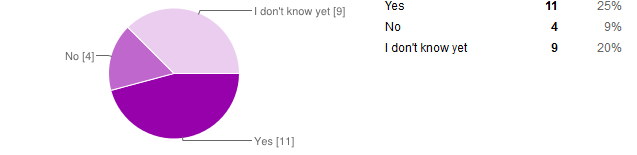 I don't know yet [9]
No [4]
Yes [11]
Yes 11 25%
No 4 9%
I don't know yet 9 20%